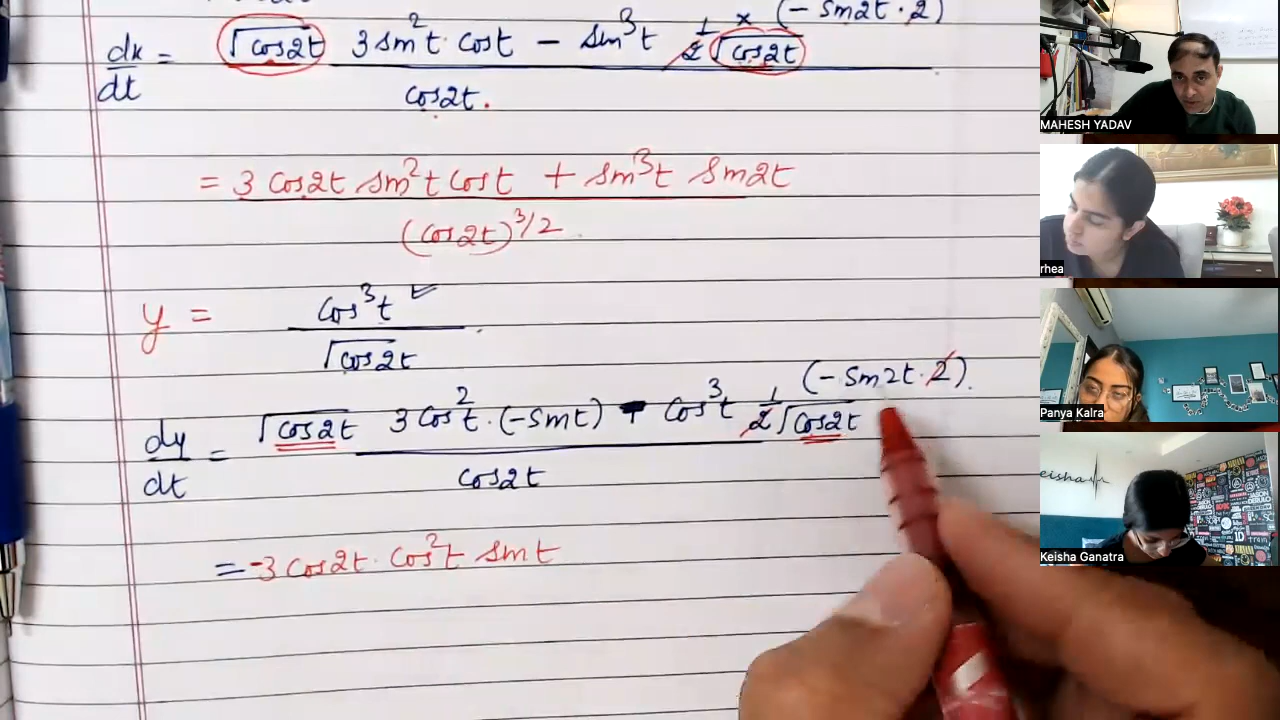 (- Sin2t · 2)
dx/dt = √cos2t 3sin²t · cost - sin³t 1/2√cos2t ×
cos2t.
= 3 cos2t sin²t cost + sin³t sin2t
(cos2t)^3/2
y = cos³t
√cos2t
(- sin2t · 2).
dy/dt = √cos2t 3cos²t · (-sint) - cos³t 1/2√cos2t
cos2t
= -3 cos2t · cos²t sint
MAHESH YADAV
rhea
Panya Kalra
keisha
Keisha Ganatra